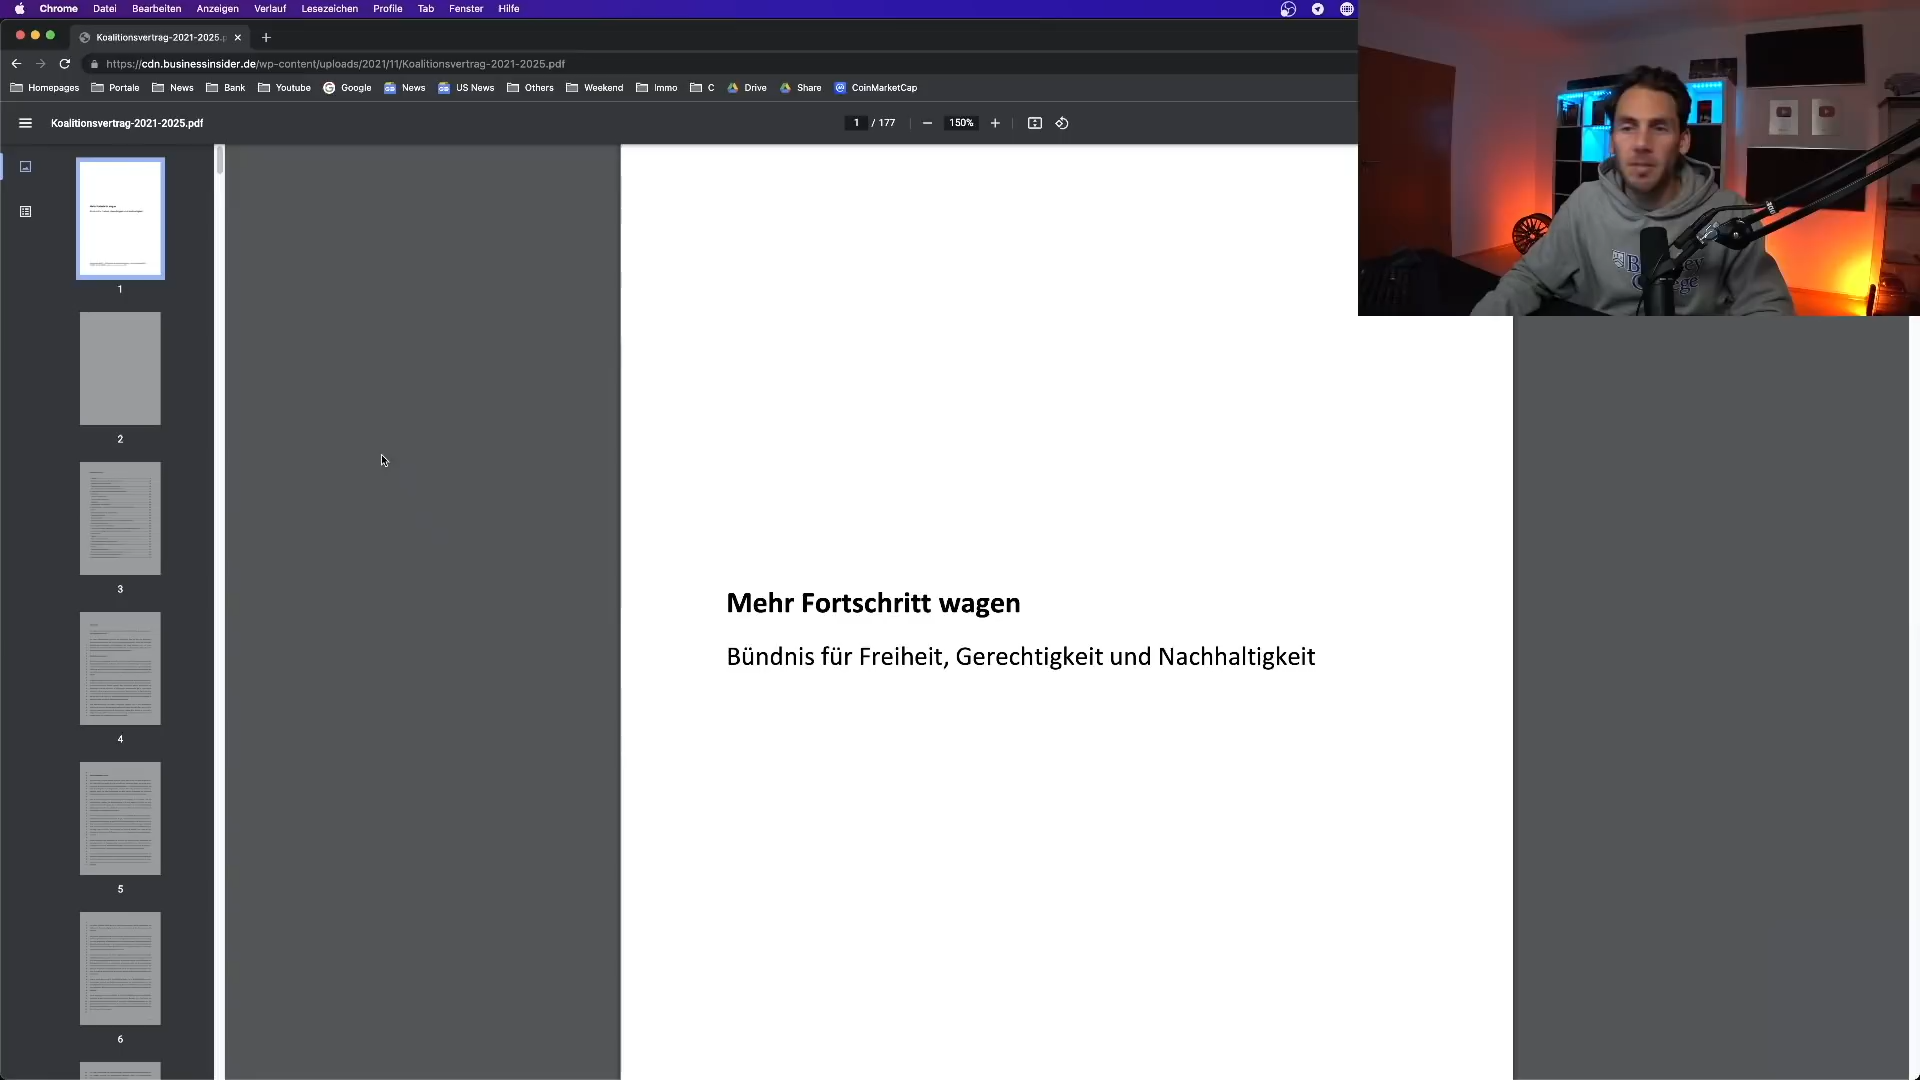 Chrome Datei Bearbeiten Anzeigen Verlauf Lesezeichen Profile Tab Fenster Hilfe
Koalitionsvertrag-2021-2025.p
https://cdn.businessinsider.de/wp-content/uploads/2021/11/Koalitionsvertrag-2021-2025.pdf
Homepages Portale News Bank Youtube Google News US News Others Weekend Immo C Drive Share CoinMarketCap
Koalitionsvertrag-2021-2025.pdf 1 / 177 150%
1
2
3
4
5
6
Mehr Fortschritt wagen
Bündnis für Freiheit, Gerechtigkeit und Nachhaltigkeit